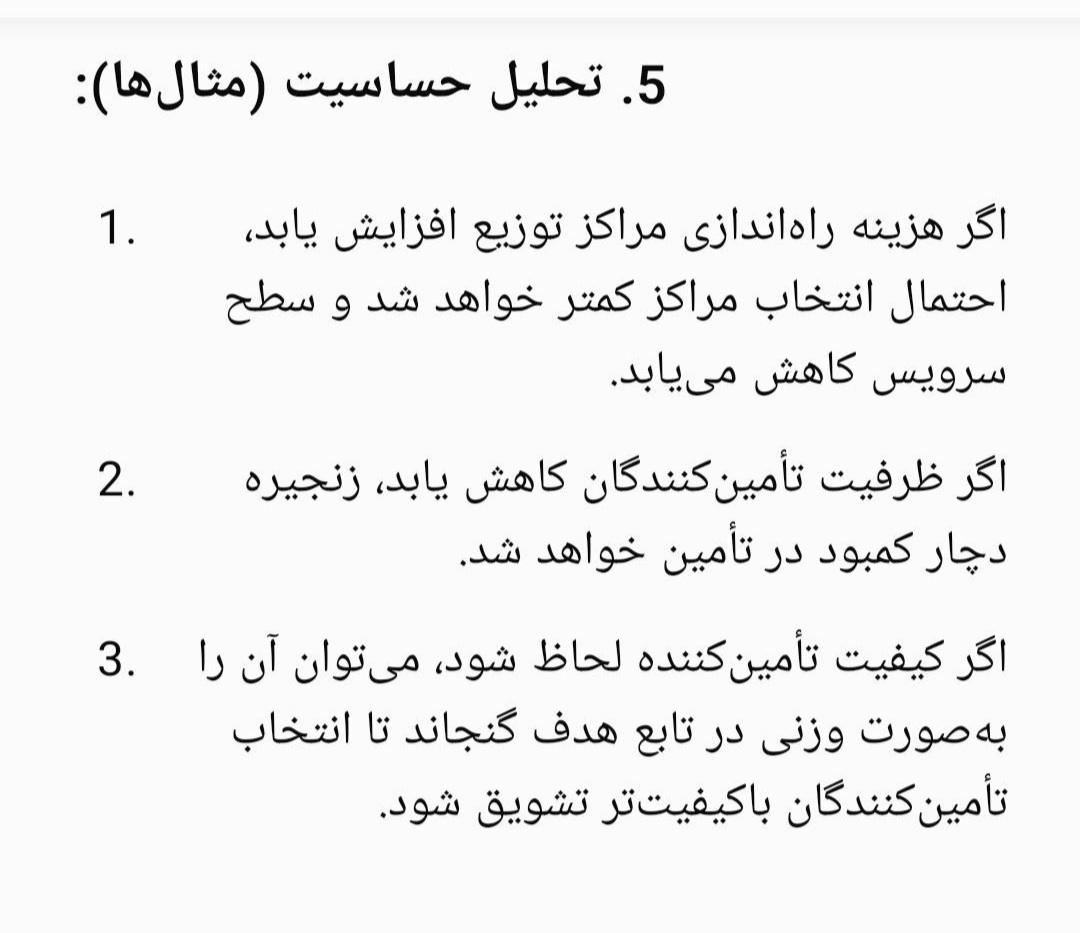 5. تحلیل حساسیت (مثال‌ها):
1. اگر هزینه راه‌اندازی مراکز توزیع افزایش یابد،
احتمال انتخاب مراکز کمتر خواهد شد و سطح
سرویس کاهش می‌یابد.
2. اگر ظرفیت تأمین‌کنندگان کاهش یابد، زنجیره
دچار کمبود در تأمین خواهد شد.
3. اگر کیفیت تأمین‌کننده لحاظ شود، می‌توان آن را
به‌صورت وزنی در تابع هدف گنجاند تا انتخاب
تأمین‌کنندگان باکیفیت‌تر تشویق شود.